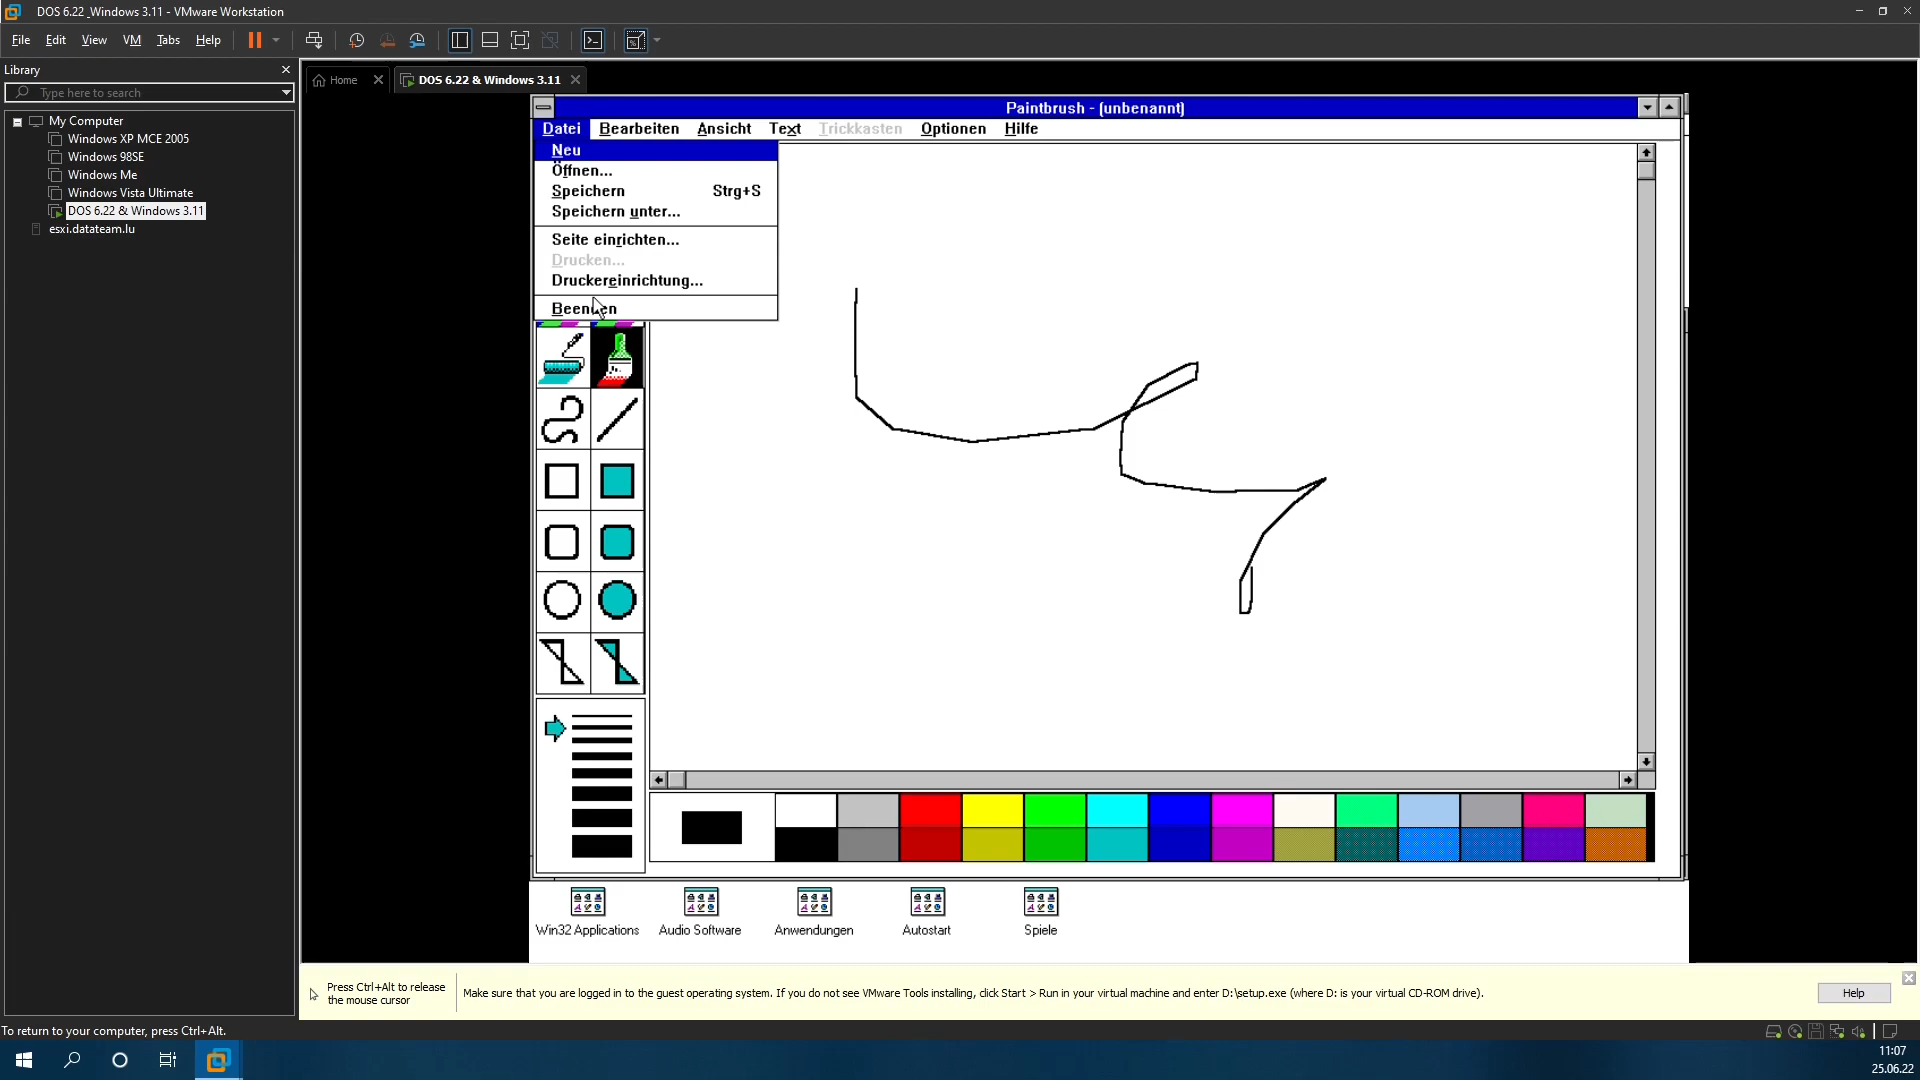 DOS 6.22 _Windows 3.11 - VMware Workstation
File Edit View VM Tabs Help
Library
Type here to search
My Computer
Windows XP MCE 2005
Windows 98SE
Windows Me
Windows Vista Ultimate
DOS 6.22 & Windows 3.11
esxi.datateam.lu
Home
DOS 6.22 & Windows 3.11
Paintbrush - (unbenannt)
Datei Bearbeiten Ansicht Text Trickkasten Optionen Hilfe
Neu
Öffnen...
Speichern Strg+S
Speichern unter...
Seite einrichten...
Drucken...
Druckereinrichtung...
Beenden
Win32 Applications
Audio Software
Anwendungen
Autostart
Spiele
Press Ctrl+Alt to release
the mouse cursor
Make sure that you are logged in to the guest operating system. If you do not see VMware Tools installing, click Start > Run in your virtual machine and enter D:\setup.exe (where D: is your virtual CD-ROM drive).
Help
To return to your computer, press Ctrl+Alt.
11:07
25.06.22